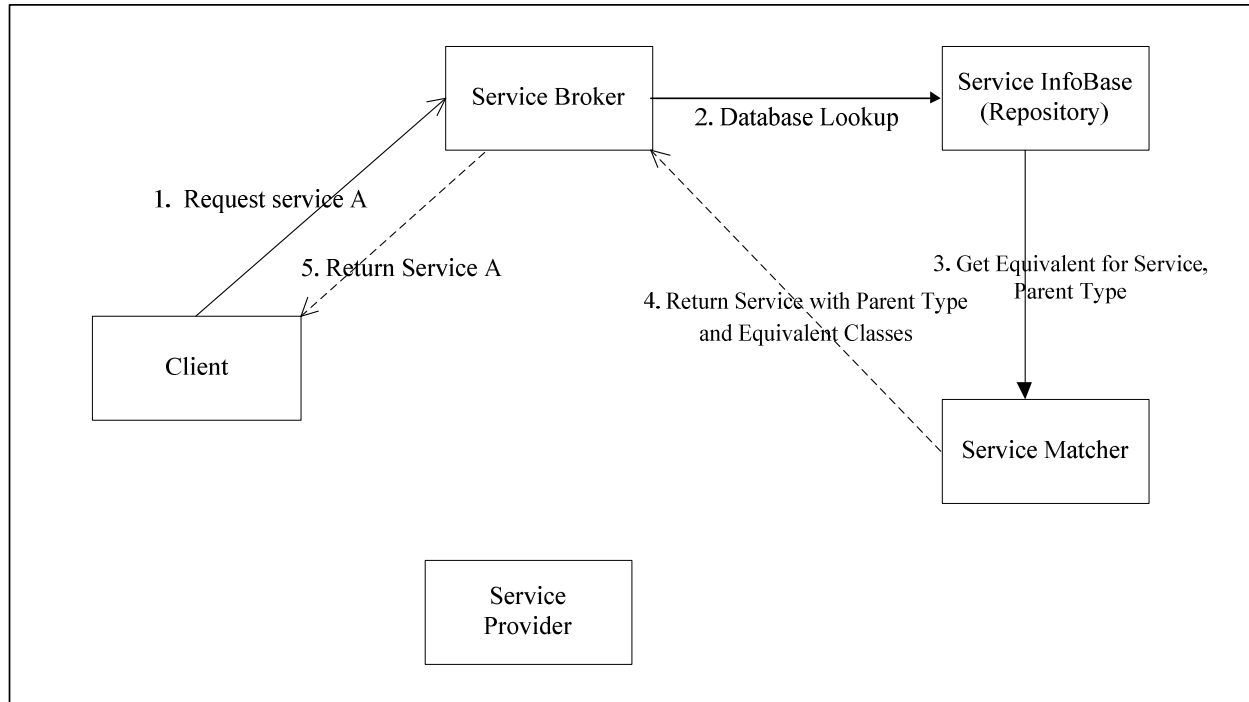 Service Broker
Service InfoBase
(Repository)
2. Database Lookup
1. Request service A
5. Return Service A
3. Get Equivalent for Service,
Parent Type
4. Return Service with Parent Type
and Equivalent Classes
Client
Service Matcher
Service
Provider